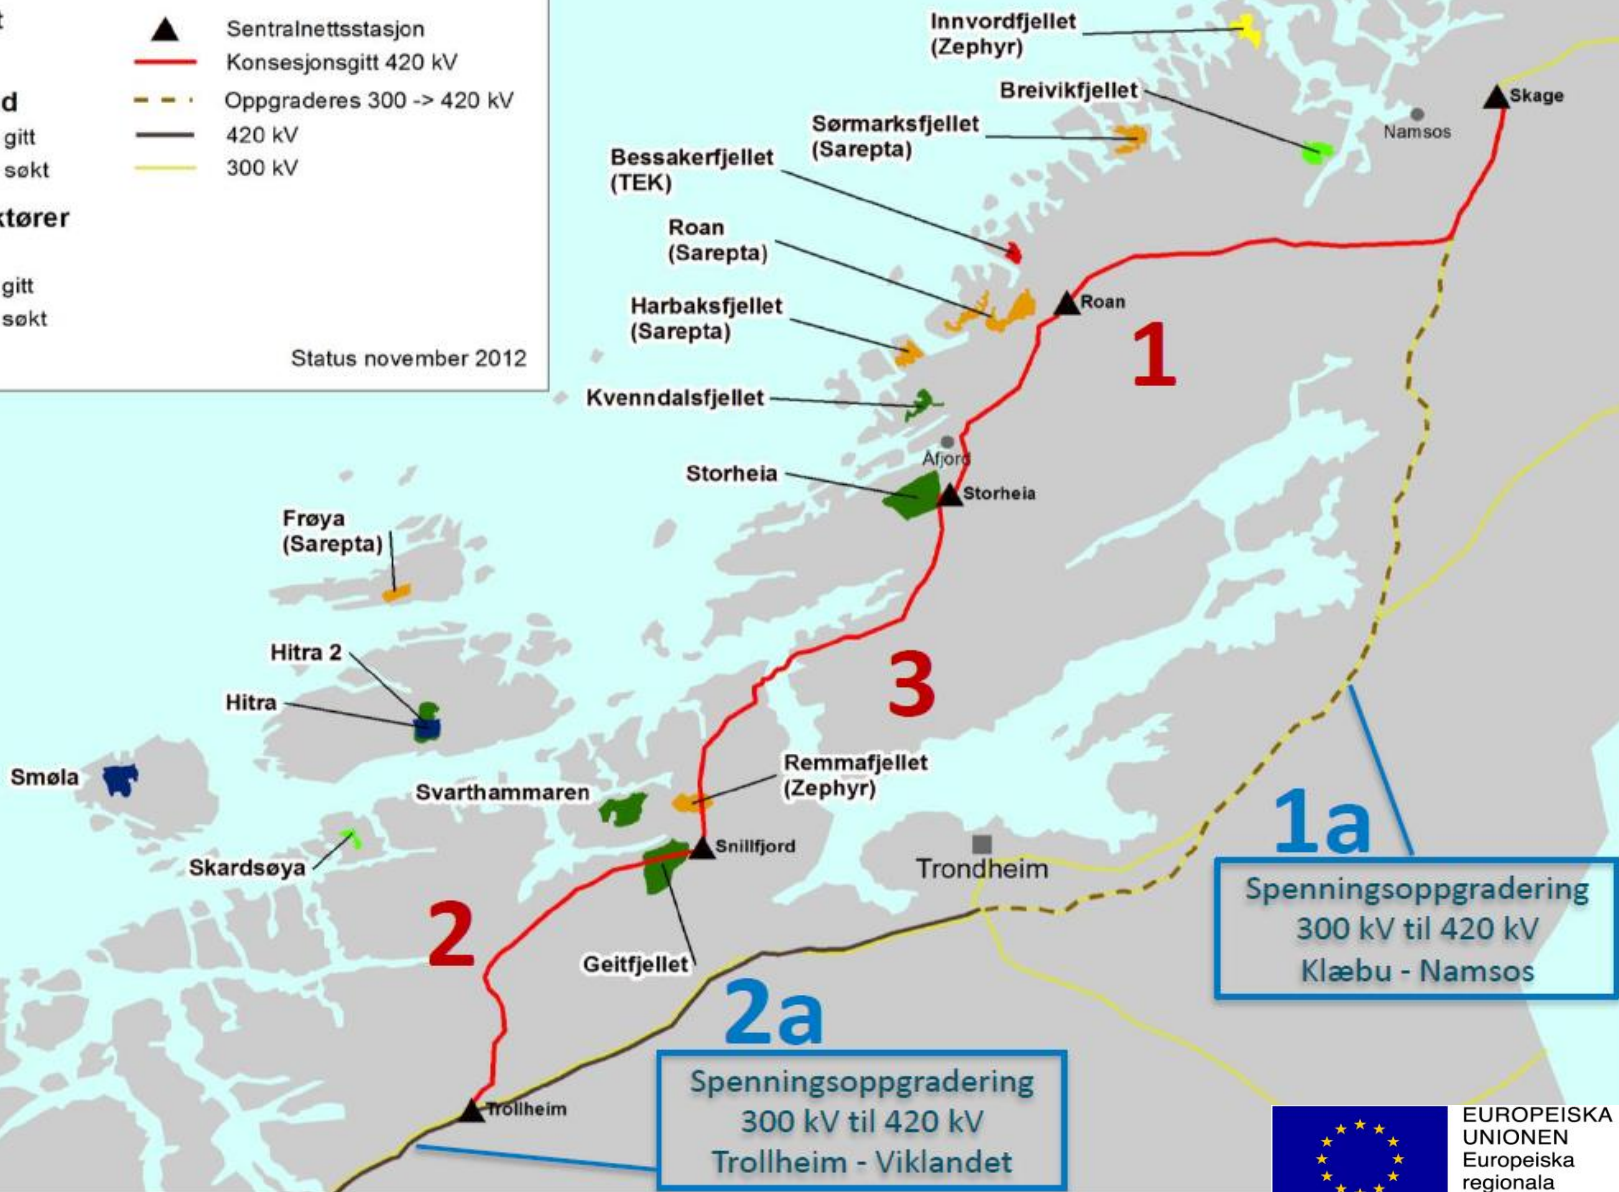 t
Sentralnettsstasjon
Konsesjonsgitt 420 kV
d
Oppgraderes 300 -> 420 kV
gitt
420 kV
søkt
300 kV
ktører
gitt
søkt
Status november 2012
Innvordfjellet
(Zephyr)
Breivikfjellet
Skage
Namsos
Sørmarksfjellet
(Sarepta)
Bessakerfjellet
(TEK)
Roan
(Sarepta)
Harbaksfjellet
(Sarepta)
Roan
1
Kvenndalsfjellet
Åfjord
Storheia
Storheia
Frøya
(Sarepta)
Hitra 2
Hitra
3
Smøla
Svarthammaren
Remmafjellet
(Zephyr)
Skardsøya
Snillfjord
Trondheim
1a
Spenningsoppgradering
300 kV til 420 kV
Klæbu - Namsos
2
Geitfjellet
2a
Spenningsoppgradering
300 kV til 420 kV
Trollheim - Viklandet
Trollheim
EUROPEISKA
UNIONEN
Europeiska
regionala